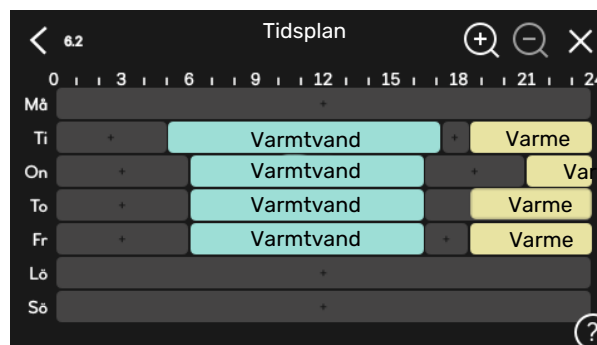 6.2 Tidsplan
0 3 6 9 12 15 18 21 24
Må
Ti Varmtvand Varme
On Varmtvand Var
To Varmtvand Varme
Fr Varmtvand Varme
Lö
Sö
?